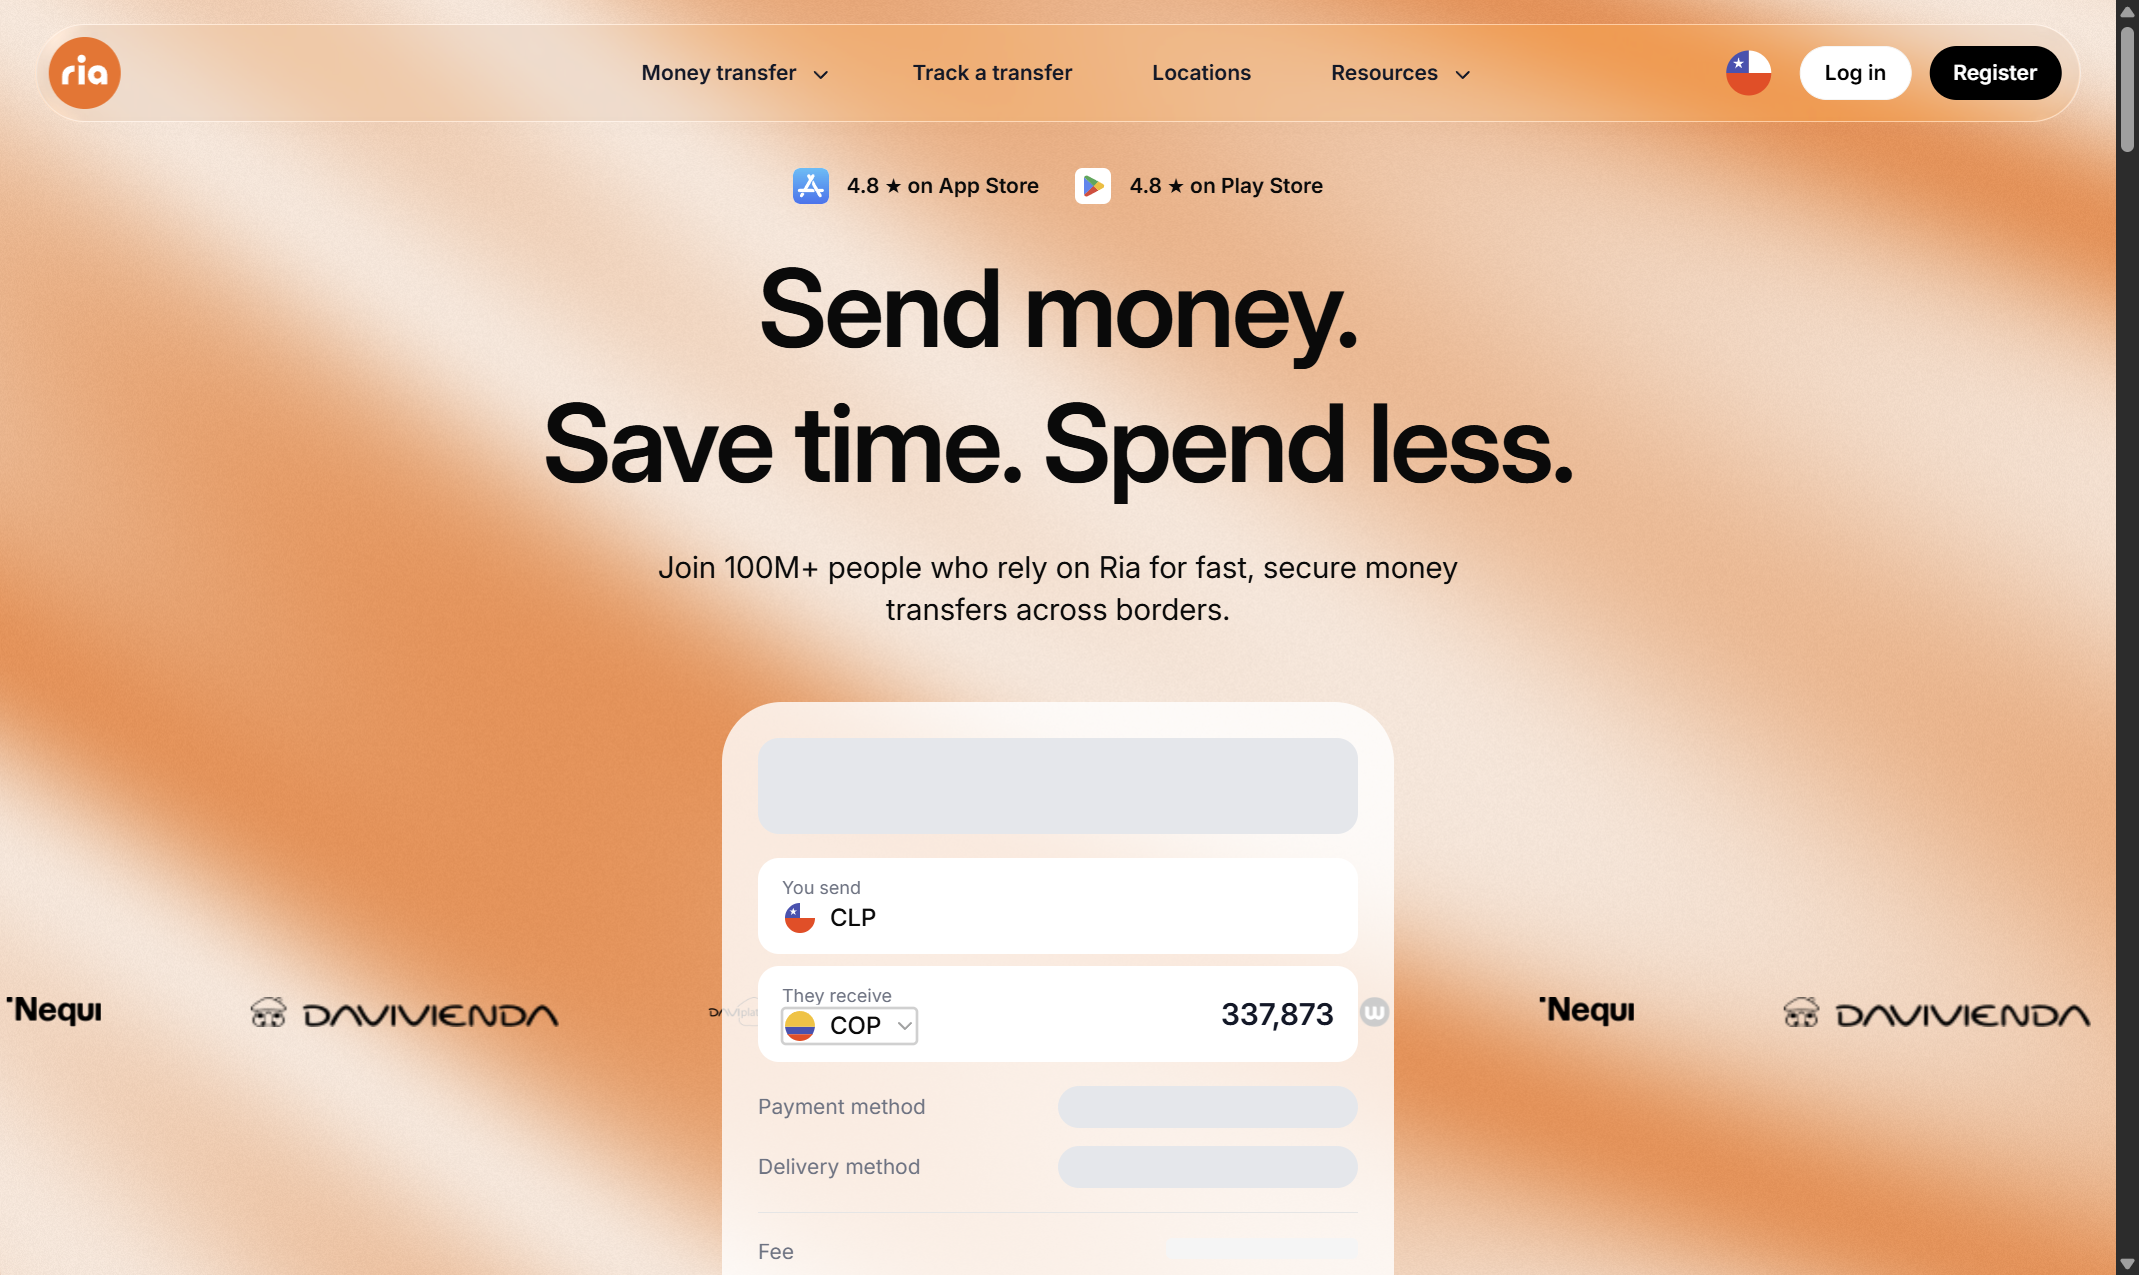 ria
Money transfer
Track a transfer
Locations
Resources
Log in
Register
4.8 ★ on App Store
4.8 ★ on Play Store
Send money.
Save time. Spend less.
Join 100M+ people who rely on Ria for fast, secure money
transfers across borders.
You send
CLP
They receive
COP
337,873
Nequi
DAVIVIENDA
w
Nequi
DAVIVIENDA
Payment method
Delivery method
Fee